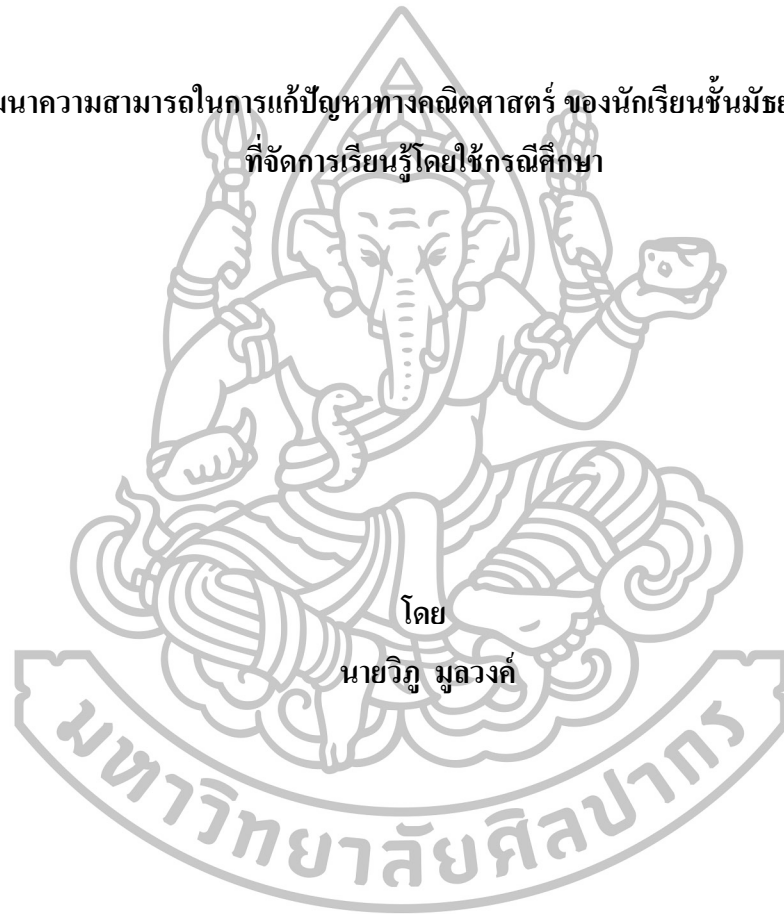 นาความสามารถในการแก้ปัญหาทางคณิตศาสตร์ ของนักเรียนชั้นมัธย
ที่จัดการเรียนรู้โดยใช้กรณีศึกษา
โดย
นายวิภู มูลวงค์
มหาวิทยาลัยศิลปากร